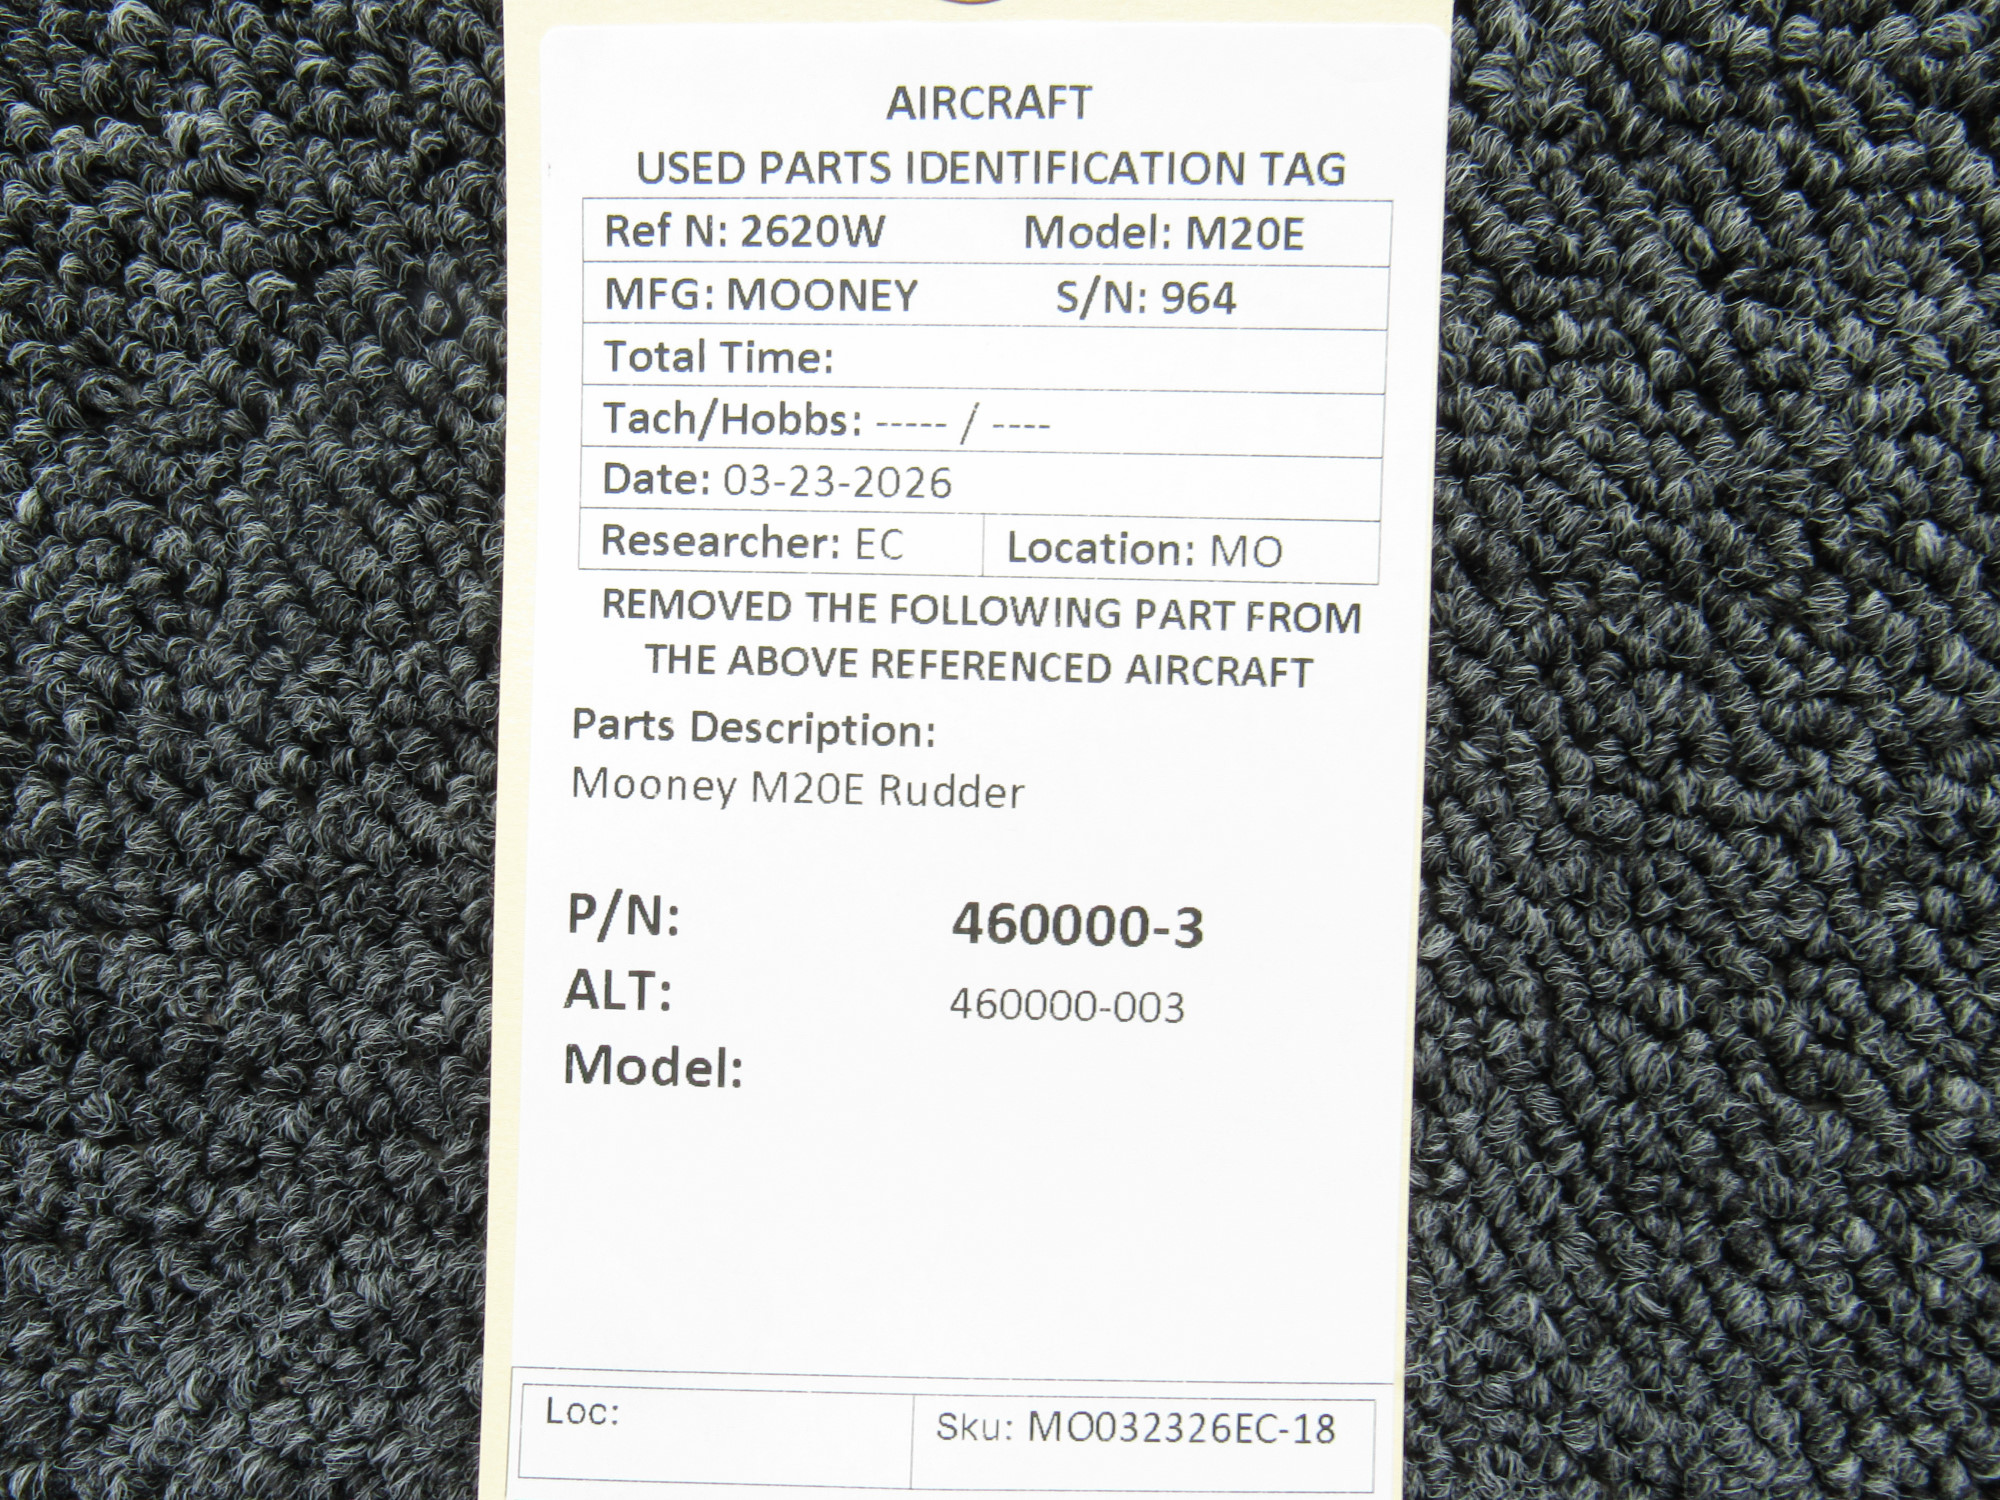 AIRCRAFT
USED PARTS IDENTIFICATION TAG
Ref N: 2620W Model: M20E
MFG: MOONEY S/N: 964
Total Time:
Tach/Hobbs: ----- / ----
Date: 03-23-2026
Researcher: EC Location: MO
REMOVED THE FOLLOWING PART FROM
THE ABOVE REFERENCED AIRCRAFT
Parts Description:
Mooney M20E Rudder
P/N: 460000-3
ALT: 460000-003
Model:
Loc: Sku: MO032326EC-18